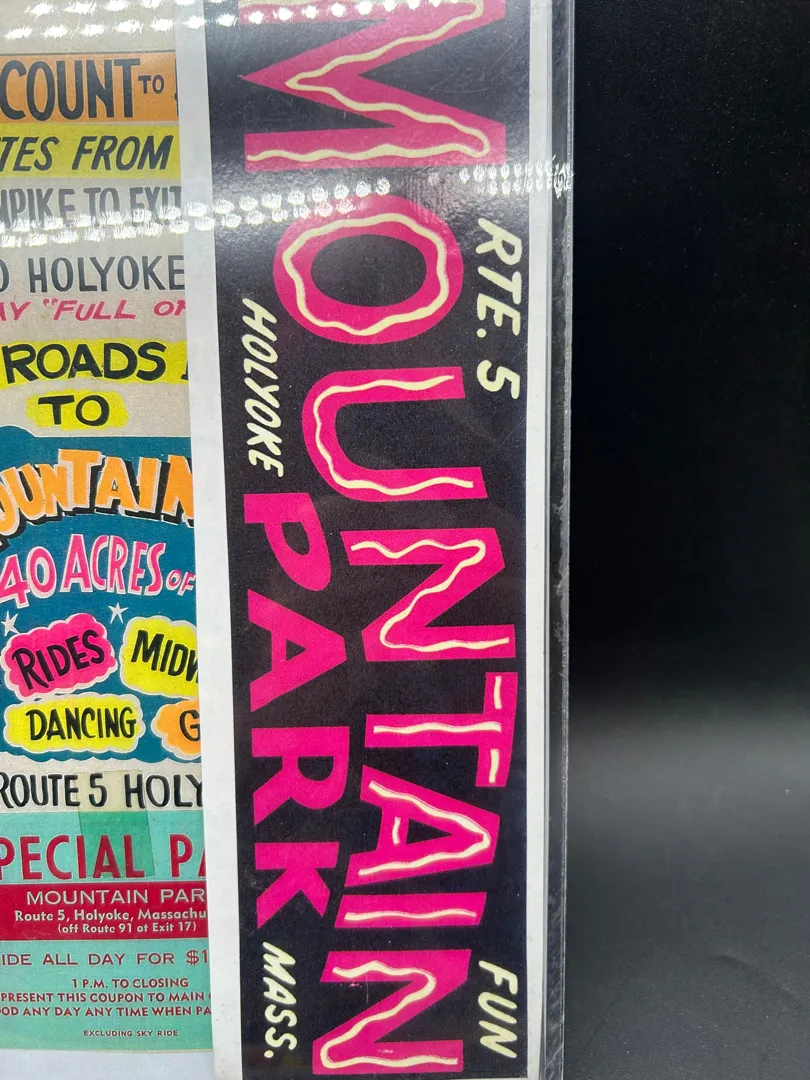 COUNT TO
TES FROM
NPIKE TO EXIT
O HOLYOKE
AY "FULL OF
ROADS
TO
OUNTAIN
40 ACRES OF
RIDES MIDW
DANCING G
ROUTE 5 HOLY
PECIAL PA
MOUNTAIN PAR
Route 5, Holyoke, Massachu
(off Route 91 at Exit 17)
IDE ALL DAY FOR $1
1 P.M. TO CLOSING
PRESENT THIS COUPON TO MAIN
OD ANY DAY ANY TIME WHEN PA
EXCLUDING SKY RIDE
RTE. 5 FUN
MOUNTAIN
HOLYOKE PARK MASS.